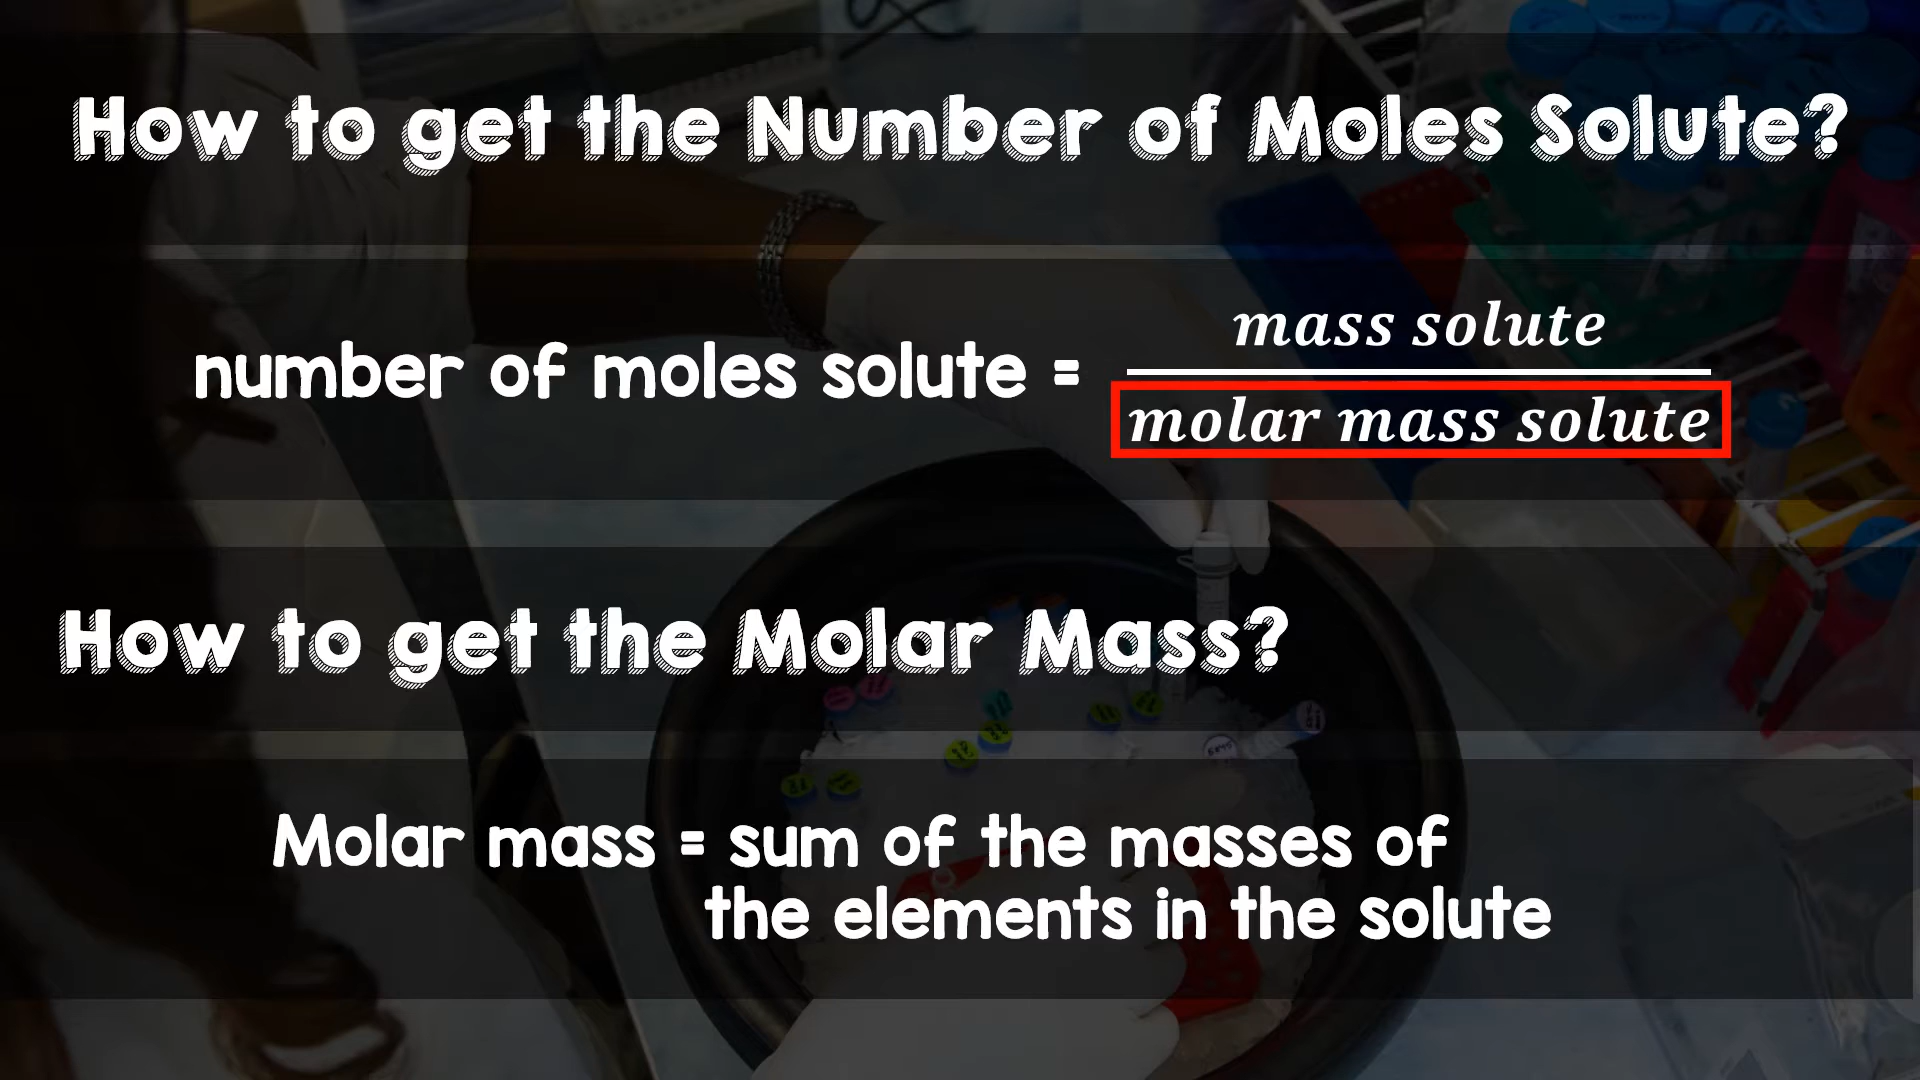 How to get the Number of Moles Solute?
number of moles solute = mass solute
molar mass solute
How to get the Molar Mass?
Molar mass = sum of the masses of
the elements in the solute